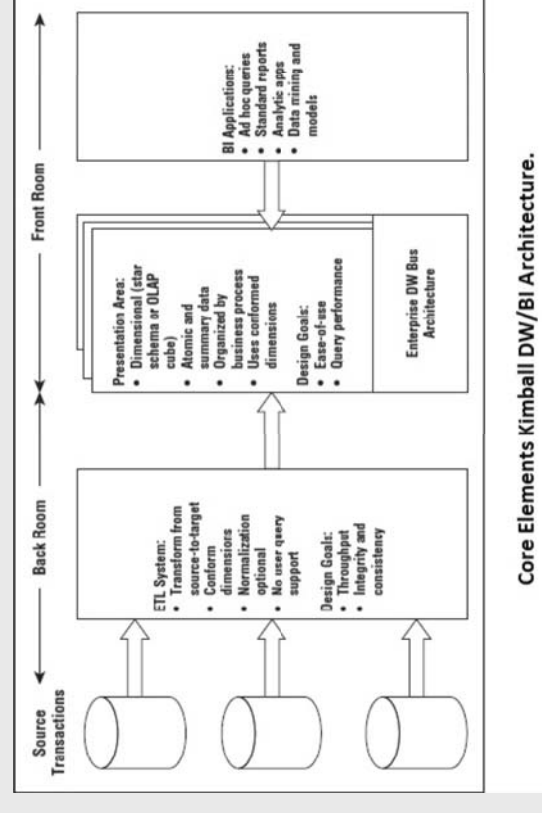 Back Room
Front Room
Source
Transactions
ETL System:
• Transform from
source-to-target
• Conform
dimensions
• Normalization
optional
• No user query
support
Design Goals:
• Throughput
• Integrity and
consistency
Presentation Area:
• Dimensional (star
schema or OLAP
cube)
• Atomic and
summary data
• Organized by
business process
• Uses conformed
dimensions
Design Goals:
• Ease-of-use
• Query performance
Enterprise DW Bus
Architecture
BI Applications:
• Ad hoc queries
• Standard reports
• Analytic apps
• Data mining and
models
Core Elements Kimball DW/BI Architecture.